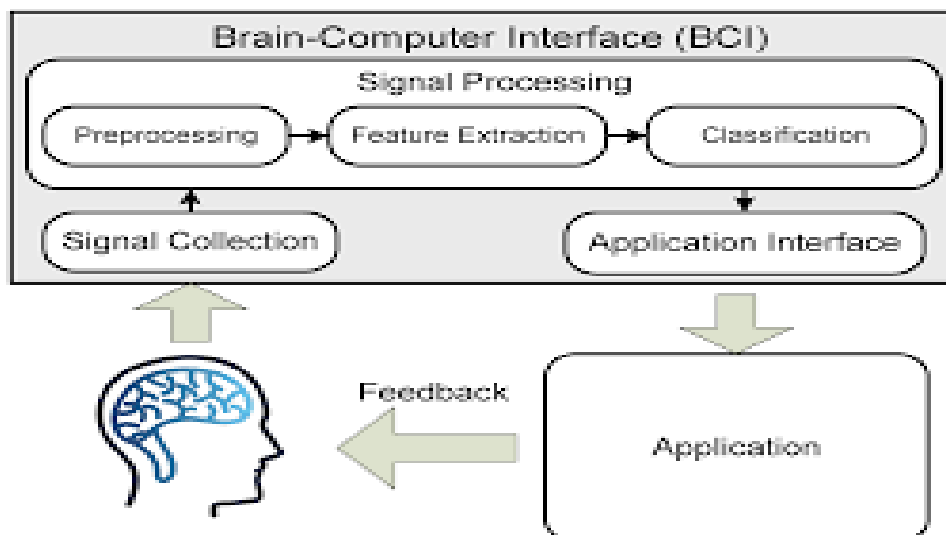 Brain-Computer Interface (BCI)
Signal Processing
Preprocessing
Feature Extraction
Classification
Signal Collection
Application Interface
Feedback
Application